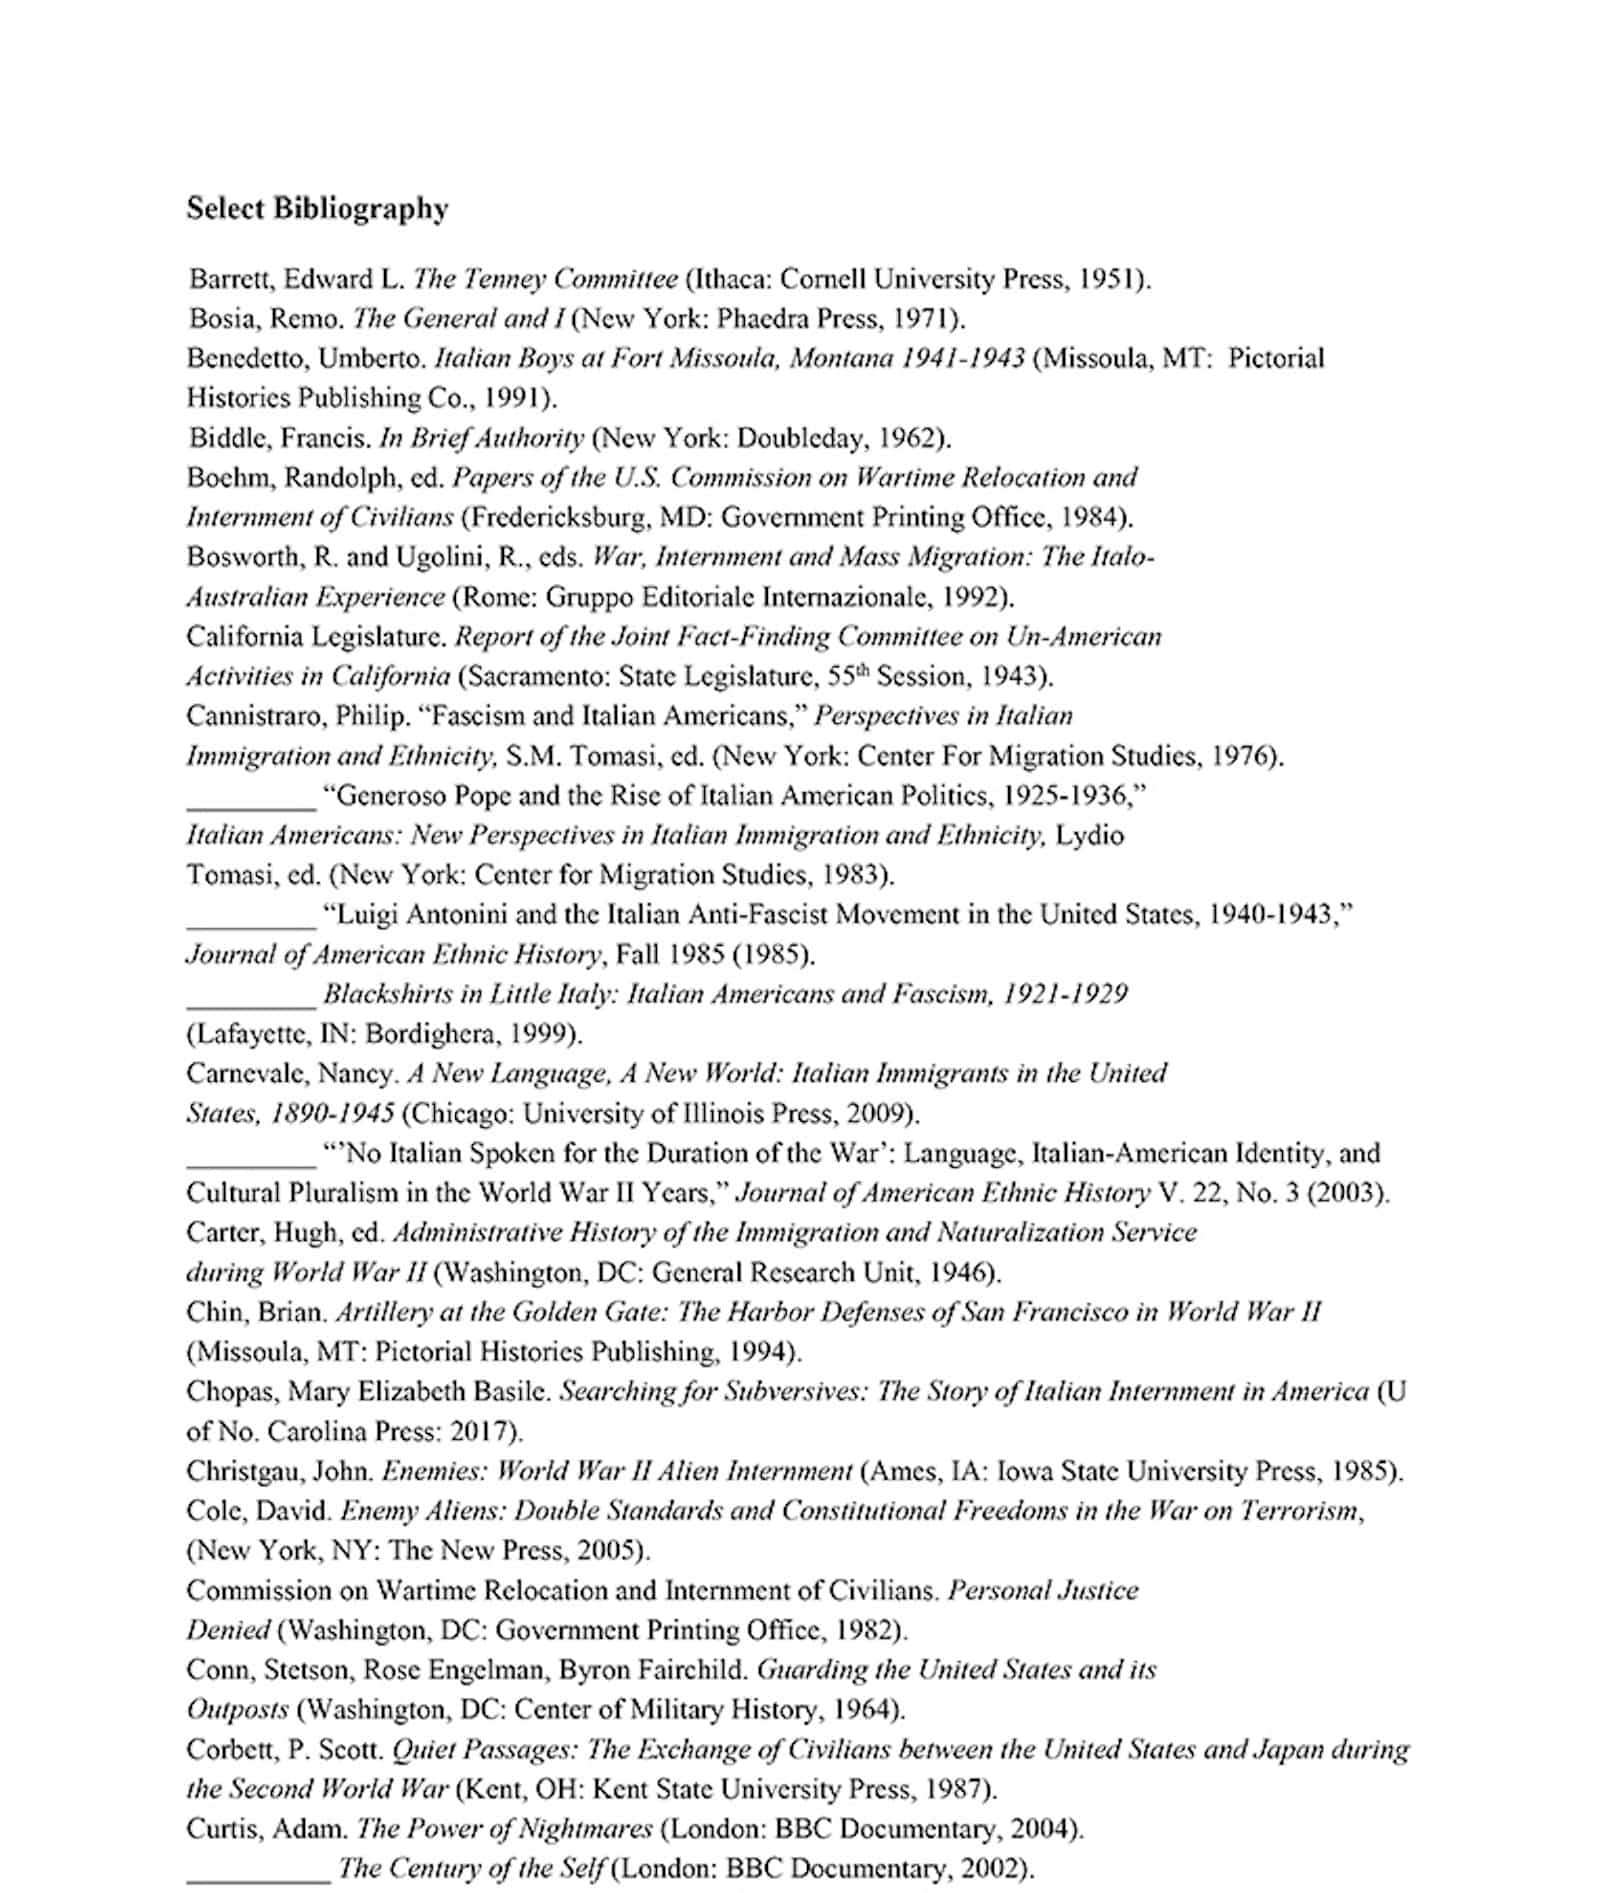 Select Bibliography
Barrett, Edward L. The Tenney Committee (Ithaca: Cornell University Press, 1951).
Bosia, Remo. The General and I (New York: Phaedra Press, 1971).
Benedetto, Umberto. Italian Boys at Fort Missoula, Montana 1941-1943 (Missoula, MT:  Pictorial
Histories Publishing Co., 1991).
Biddle, Francis. In Brief Authority (New York: Doubleday, 1962).
Boehm, Randolph, ed. Papers of the U.S. Commission on Wartime Relocation and
Internment of Civilians (Fredericksburg, MD: Government Printing Office, 1984).
Bosworth, R. and Ugolini, R., eds. War, Internment and Mass Migration: The Italo-
Australian Experience (Rome: Gruppo Editoriale Internazionale, 1992).
California Legislature. Report of the Joint Fact-Finding Committee on Un-American
Activities in California (Sacramento: State Legislature, 55th Session, 1943).
Cannistraro, Philip. “Fascism and Italian Americans,” Perspectives in Italian
Immigration and Ethnicity, S.M. Tomasi, ed. (New York: Center For Migration Studies, 1976).
_________ “Generoso Pope and the Rise of Italian American Politics, 1925-1936,”
Italian Americans: New Perspectives in Italian Immigration and Ethnicity, Lydio
Tomasi, ed. (New York: Center for Migration Studies, 1983).
_________ “Luigi Antonini and the Italian Anti-Fascist Movement in the United States, 1940-1943,”
Journal of American Ethnic History, Fall 1985 (1985).
_________ Blackshirts in Little Italy: Italian Americans and Fascism, 1921-1929
(Lafayette, IN: Bordighera, 1999).
Carnevale, Nancy. A New Language, A New World: Italian Immigrants in the United
States, 1890-1945 (Chicago: University of Illinois Press, 2009).
_________ “’No Italian Spoken for the Duration of the War’: Language, Italian-American Identity, and
Cultural Pluralism in the World War II Years,” Journal of American Ethnic History V. 22, No. 3 (2003).
Carter, Hugh, ed. Administrative History of the Immigration and Naturalization Service
during World War II (Washington, DC: General Research Unit, 1946).
Chin, Brian. Artillery at the Golden Gate: The Harbor Defenses of San Francisco in World War II
(Missoula, MT: Pictorial Histories Publishing, 1994).
Chopas, Mary Elizabeth Basile. Searching for Subversives: The Story of Italian Internment in America (U
of No. Carolina Press: 2017).
Christgau, John. Enemies: World War II Alien Internment (Ames, IA: Iowa State University Press, 1985).
Cole, David. Enemy Aliens: Double Standards and Constitutional Freedoms in the War on Terrorism,
(New York, NY: The New Press, 2005).
Commission on Wartime Relocation and Internment of Civilians. Personal Justice
Denied (Washington, DC: Government Printing Office, 1982).
Conn, Stetson, Rose Engelman, Byron Fairchild. Guarding the United States and its
Outposts (Washington, DC: Center of Military History, 1964).
Corbett, P. Scott. Quiet Passages: The Exchange of Civilians between the United States and Japan during
the Second World War (Kent, OH: Kent State University Press, 1987).
Curtis, Adam. The Power of Nightmares (London: BBC Documentary, 2004).
__________ The Century of the Self (London: BBC Documentary, 2002).